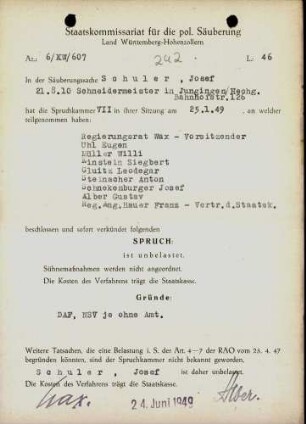 Staatskommissariat für die pol. Säuberung
Land Württemberg-Hohenzollern
Az.: 6/XII/607 242 L: 46
In der Säuberungssache S c h u l e r , Josef
21.8.10 Schneidermeister in Jungingen/Hechg.
Bahnhofstr.126
hat die Spruchkammer VII in ihrer Sitzung am 25.1.49 , an welcher
teilgenommen haben:
Regierungsrat Wax - Vorsitzender
Uhl Eugen
Müller Willi
Einstein Siegbert
Gluitz Leodegar
Steinacher Anton
Schnekenburger Josef
Alber Gustav
Reg.Ang.Hauer Franz - Vertr.d.Staatsk.
beschlossen und sofort verkündet folgenden
SPRUCH:
ist unbelastet.
Sühnemaßnahmen werden nicht angeordnet.
Die Kosten des Verfahrens trägt die Staatskasse.
Gründe:
DAF, NSV je ohne Amt.
Weitere Tatsachen, die eine Belastung i. S. der Art. 4-7 der RAO vom 25. 4. 47
begründen könnten, sind der Spruchkammer nicht bekannt geworden.
S c h u l e r , Josef ist daher unbelastet.
Die Kosten des Verfahrens trägt die Staatskasse.
Wax. 24. Juni 1949 Alber.